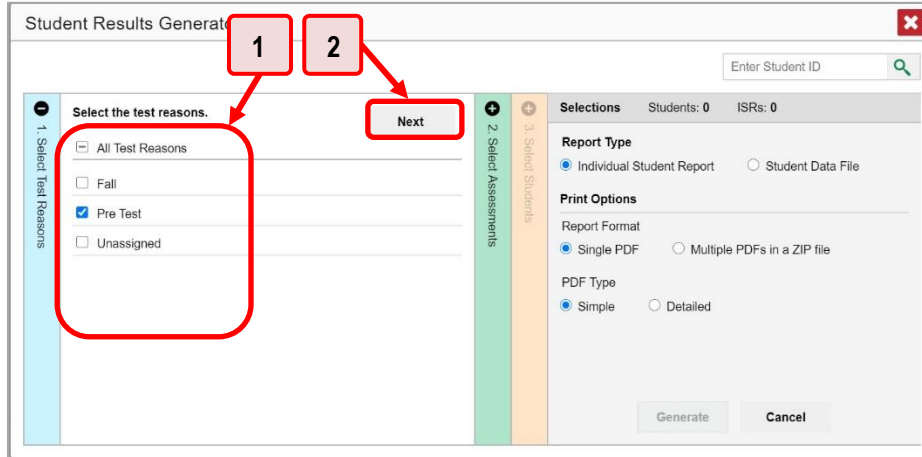 Student Results Generato
1
2
Enter Student ID
1. Select Test Reasons
Select the test reasons.
Next
All Test Reasons
Fall
Pre Test
Unassigned
2. Select Assessments
3. Select Students
Selections Students: 0 ISRs: 0
Report Type
Individual Student Report Student Data File
Print Options
Report Format
Single PDF Multiple PDFs in a ZIP file
PDF Type
Simple Detailed
Generate Cancel